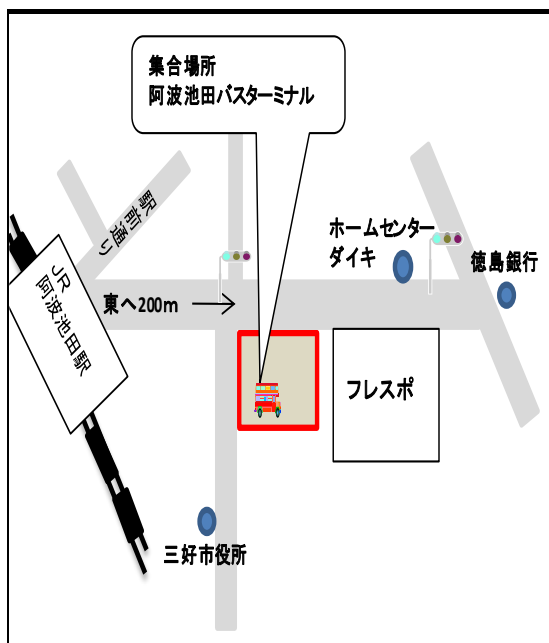 集合場所
阿波池田バスターミナル
駅前通り
ホームセンター
ダイキ
徳島銀行
JR
阿波池田駅
東へ200m →
フレスポ
三好市役所